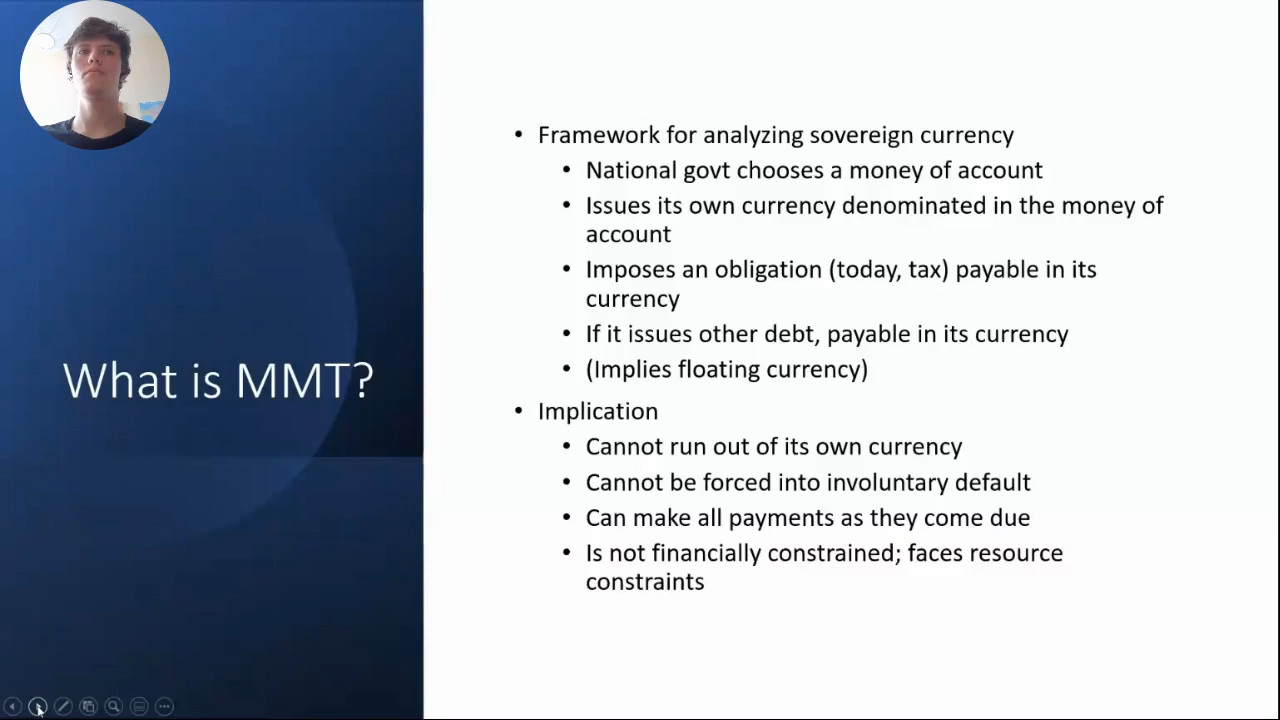 What is MMT?
• Framework for analyzing sovereign currency
• National govt chooses a money of account
• Issues its own currency denominated in the money of
account
• Imposes an obligation (today, tax) payable in its
currency
• If it issues other debt, payable in its currency
• (Implies floating currency)
• Implication
• Cannot run out of its own currency
• Cannot be forced into involuntary default
• Can make all payments as they come due
• Is not financially constrained; faces resource
constraints